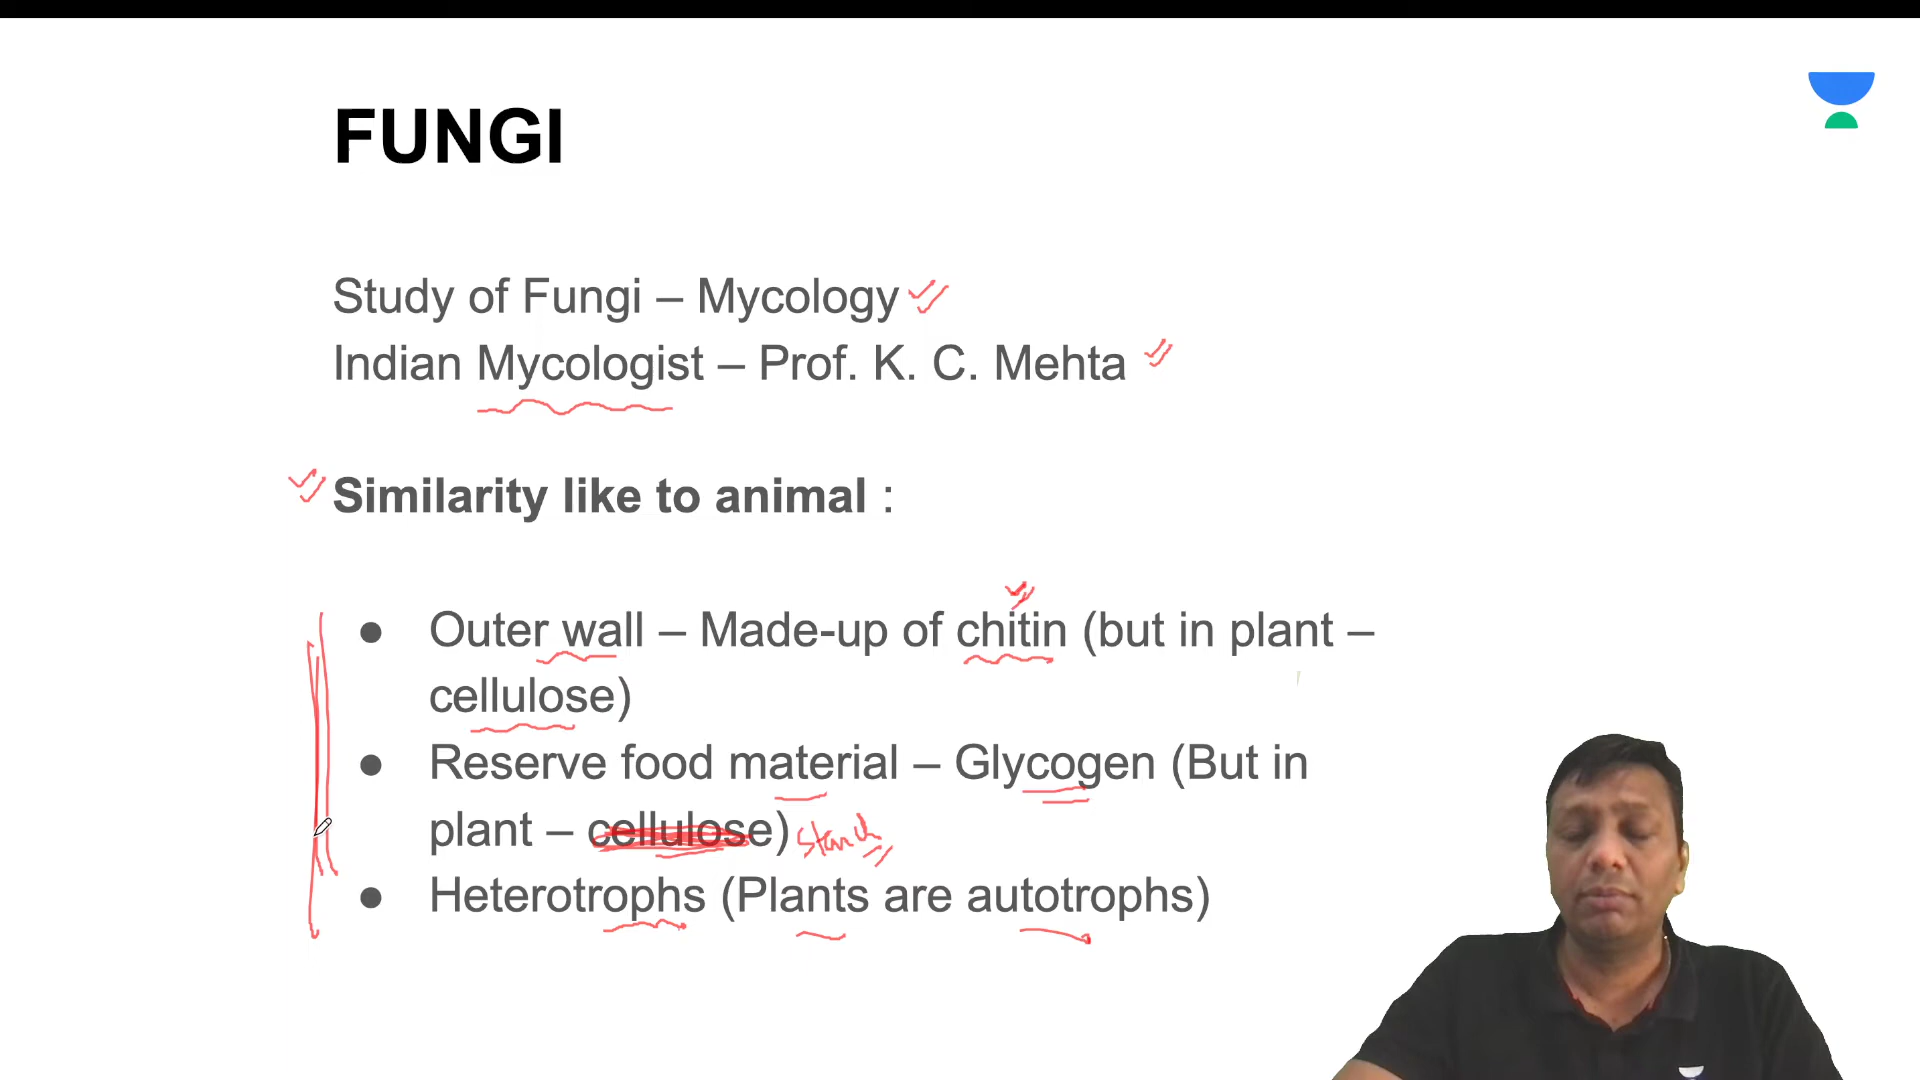 FUNGI
Study of Fungi – Mycology
Indian Mycologist – Prof. K. C. Mehta
Similarity like to animal :
● Outer wall – Made-up of chitin (but in plant –
cellulose)
● Reserve food material – Glycogen (But in
plant – cellulose) Starch
● Heterotrophs (Plants are autotrophs)